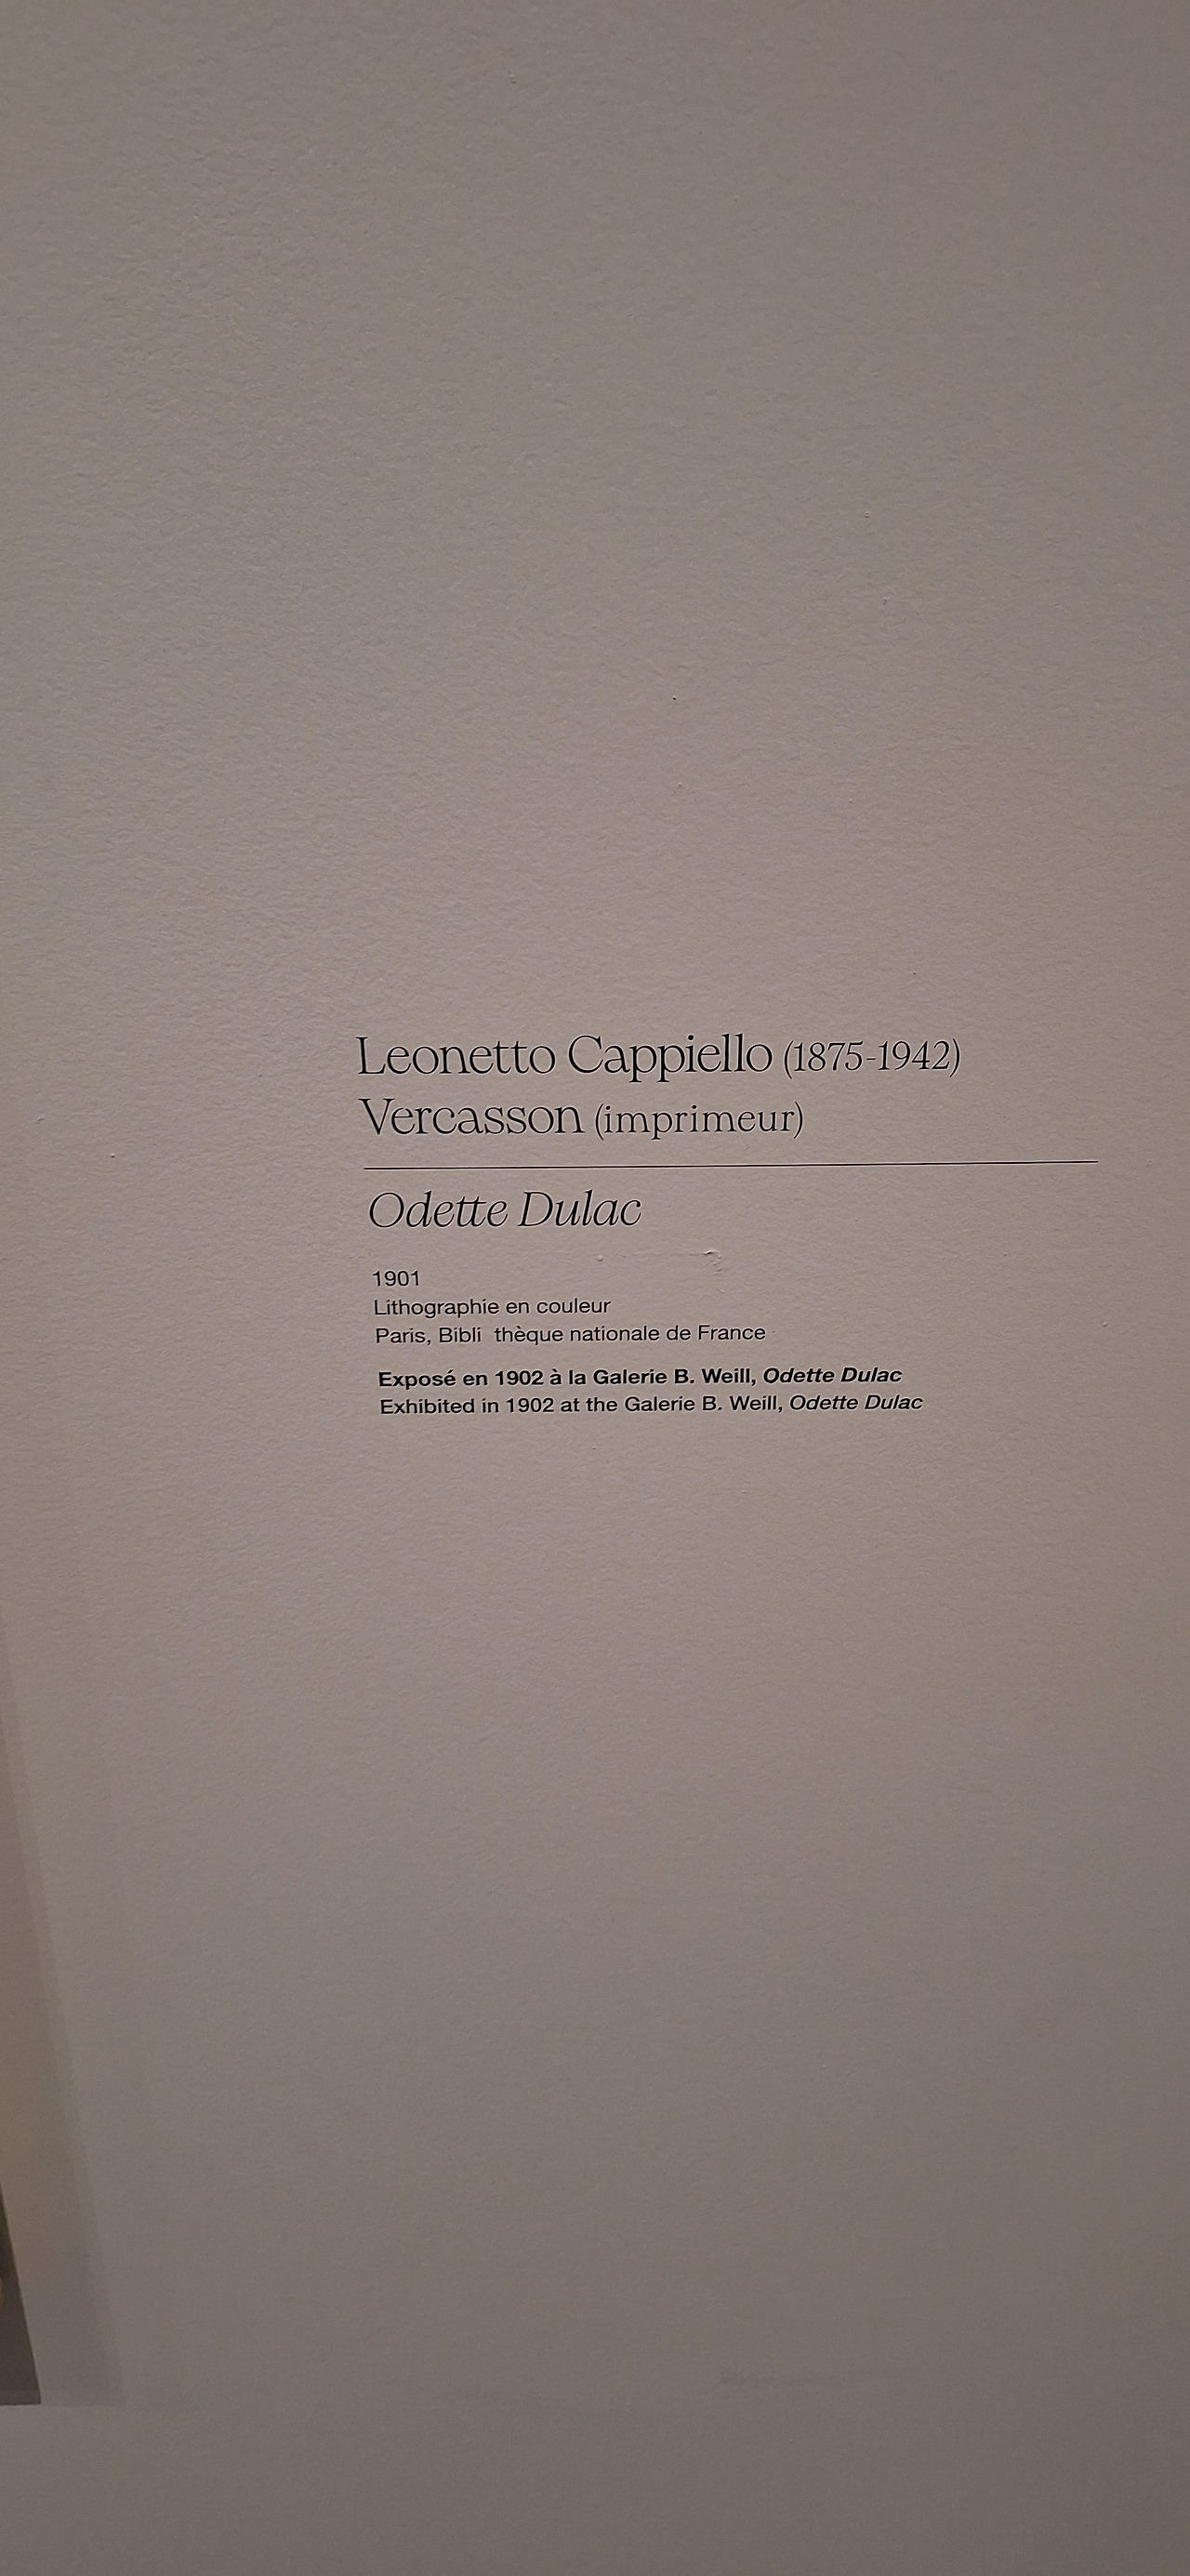 Leonetto Cappiello (1875-1942)
Vercasson (imprimeur)
Odette Dulac
1901
Lithographie en couleur
Paris, Bibli thèque nationale de France
Exposé en 1902 à la Galerie B. Weill, Odette Dulac
Exhibited in 1902 at the Galerie B. Weill, Odette Dulac